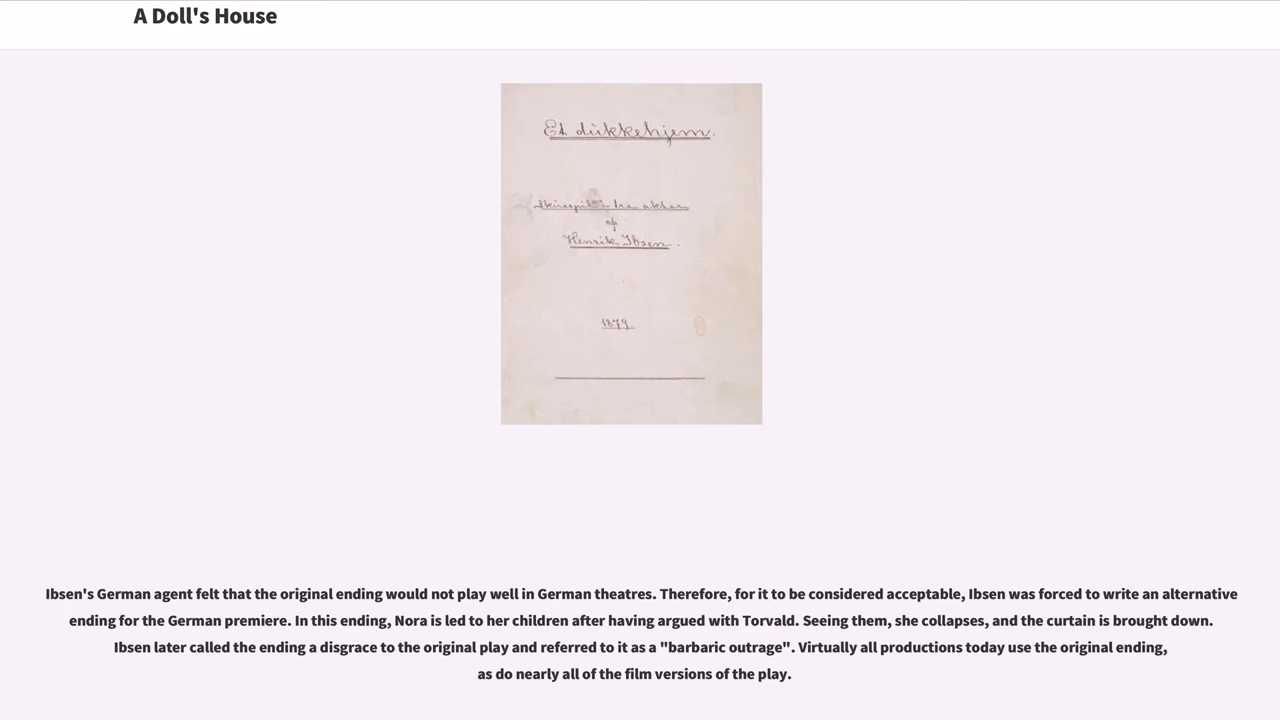 A Doll's House
Et dukkehjem.
Skuespil i tre akter
af
Henrik Ibsen.
1879.
Ibsen's German agent felt that the original ending would not play well in German theatres. Therefore, for it to be considered acceptable, Ibsen was forced to write an alternative
ending for the German premiere. In this ending, Nora is led to her children after having argued with Torvald. Seeing them, she collapses, and the curtain is brought down.
Ibsen later called the ending a disgrace to the original play and referred to it as a "barbaric outrage". Virtually all productions today use the original ending,
as do nearly all of the film versions of the play.